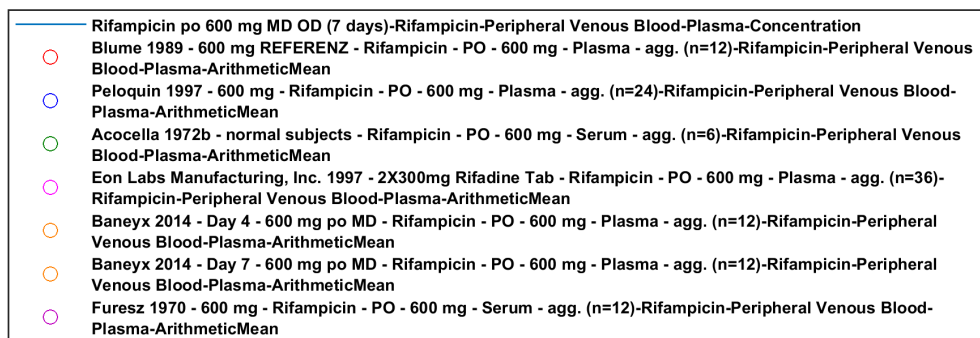 Rifampicin po 600 mg MD OD (7 days)-Rifampicin-Peripheral Venous Blood-Plasma-Concentration
Blume 1989 - 600 mg REFERENZ - Rifampicin - PO - 600 mg - Plasma - agg. (n=12)-Rifampicin-Peripheral Venous
Blood-Plasma-ArithmeticMean
Peloquin 1997 - 600 mg - Rifampicin - PO - 600 mg - Plasma - agg. (n=24)-Rifampicin-Peripheral Venous Blood-
Plasma-ArithmeticMean
Acocella 1972b - normal subjects - Rifampicin - PO - 600 mg - Serum - agg. (n=6)-Rifampicin-Peripheral Venous
Blood-Plasma-ArithmeticMean
Eon Labs Manufacturing, Inc. 1997 - 2X300mg Rifadine Tab - Rifampicin - PO - 600 mg - Plasma - agg. (n=36)-
Rifampicin-Peripheral Venous Blood-Plasma-ArithmeticMean
Baneyx 2014 - Day 4 - 600 mg po MD - Rifampicin - PO - 600 mg - Plasma - agg. (n=12)-Rifampicin-Peripheral
Venous Blood-Plasma-ArithmeticMean
Baneyx 2014 - Day 7 - 600 mg po MD - Rifampicin - PO - 600 mg - Plasma - agg. (n=12)-Rifampicin-Peripheral
Venous Blood-Plasma-ArithmeticMean
Furesz 1970 - 600 mg - Rifampicin - PO - 600 mg - Serum - agg. (n=12)-Rifampicin-Peripheral Venous Blood-
Plasma-ArithmeticMean